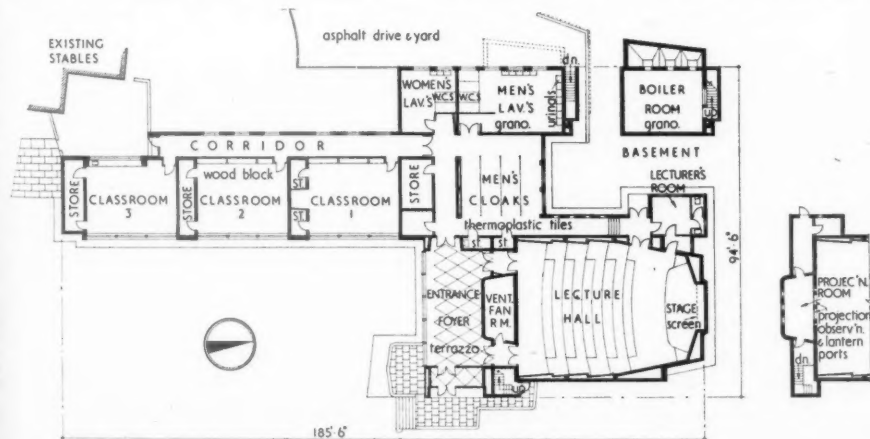 EXISTING
STABLES
asphalt drive & yard
dn.
WOMEN'S
LAV.'S
W.C.S
W.C.S
MEN'S
LAV.'S
grano.
urinals
BOILER
ROOM
grano.
CORRIDOR
BASEMENT
LECTURER'S
ROOM
STORE
CLASSROOM
3
STORE
wood block
CLASSROOM
2
ST.
ST.
CLASSROOM
1
STORE
MEN'S
CLOAKS
thermoplastic tiles
ST.
ST.
94'.6"
ENTRANCE
FOYER
terrazzo
VENT.
FAN
RM.
LECTURE
HALL
STAGE
screen
up
PROJEC'N.
ROOM
projection
observ'n.
& lantern
ports
dn.
185'.6"